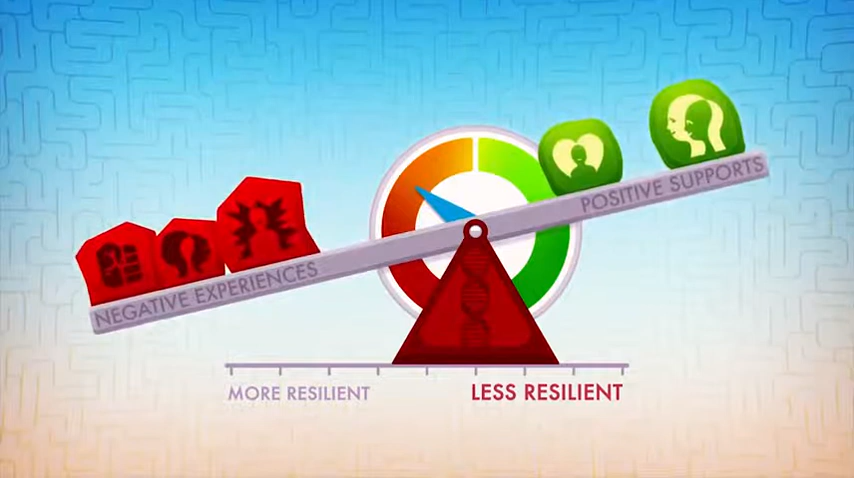 POSITIVE SUPPORTS
NEGATIVE EXPERIENCES
MORE RESILIENT
LESS RESILIENT